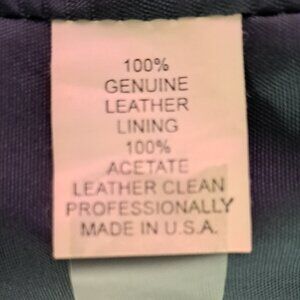 100%
GENUINE
LEATHER
LINING
100%
ACETATE
LEATHER CLEAN
PROFESSIONALLY
MADE IN U.S.A.